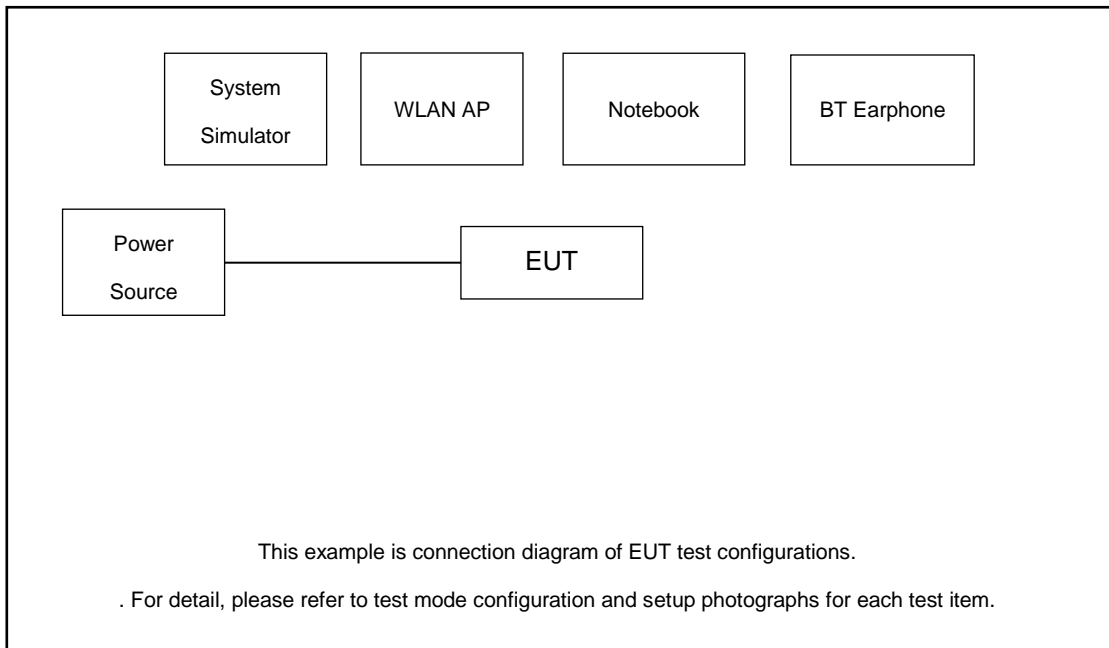 System
Simulator
WLAN AP
Notebook
BT Earphone
Power
Source
EUT
This example is connection diagram of EUT test configurations.
. For detail, please refer to test mode configuration and setup photographs for each test item.